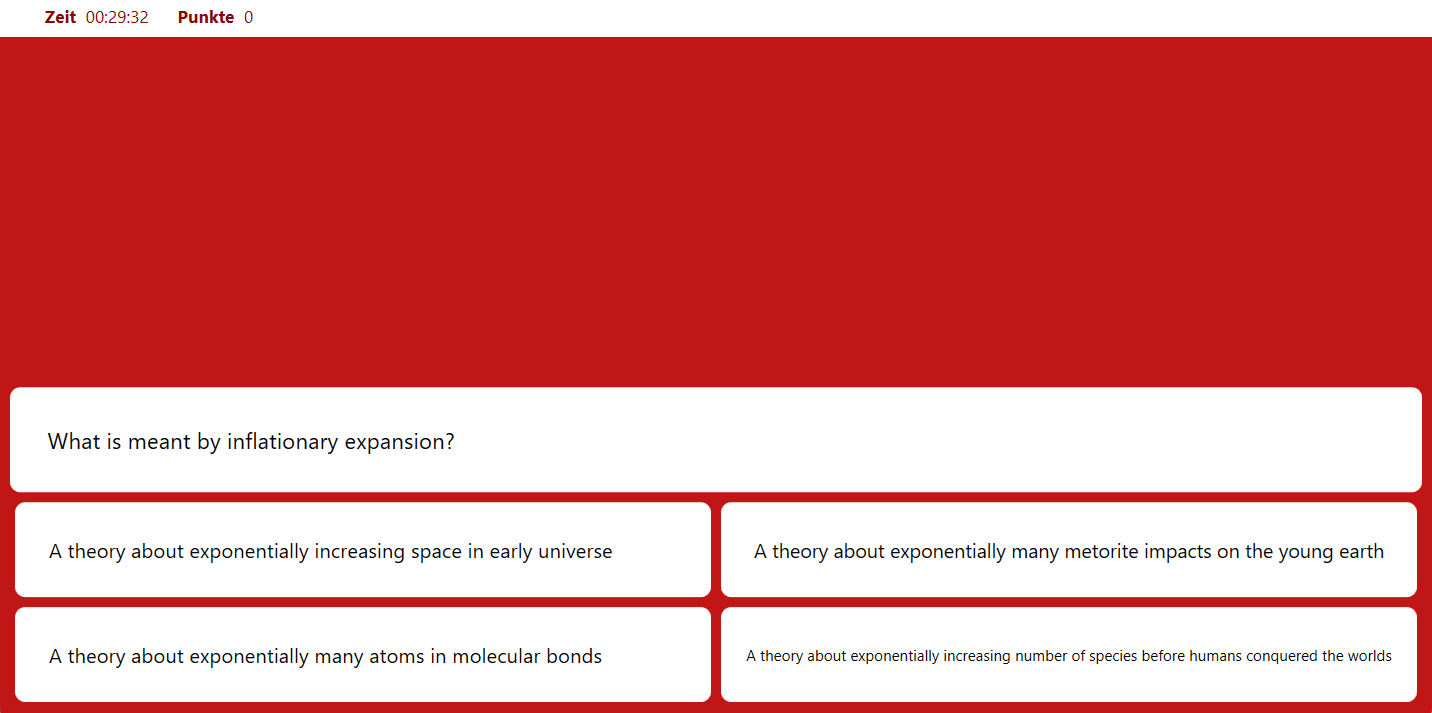 Zeit 00:29:32 Punkte 0
What is meant by inflationary expansion?
A theory about exponentially increasing space in early universe
A theory about exponentially many metorite impacts on the young earth
A theory about exponentially many atoms in molecular bonds
A theory about exponentially increasing number of species before humans conquered the worlds